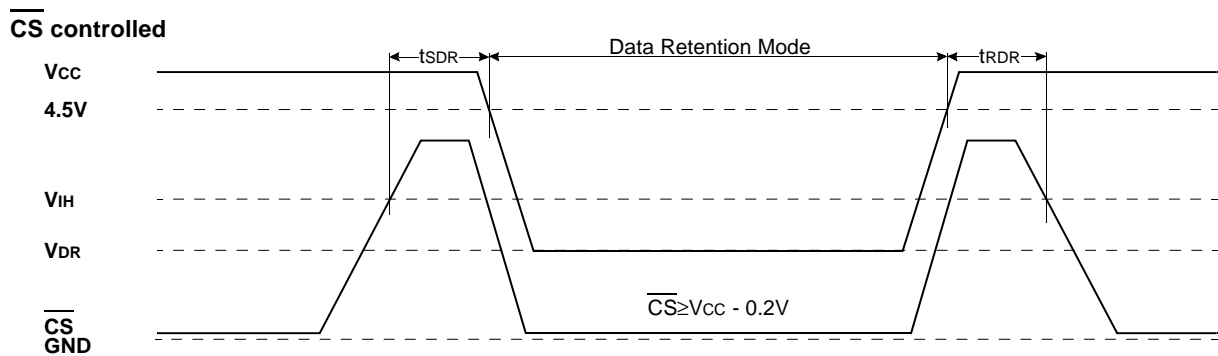 CS controlled
tSDR
Data Retention Mode
tRDR
VCC
4.5V
VIH
VDR
CS≥VCC - 0.2V
CS
GND